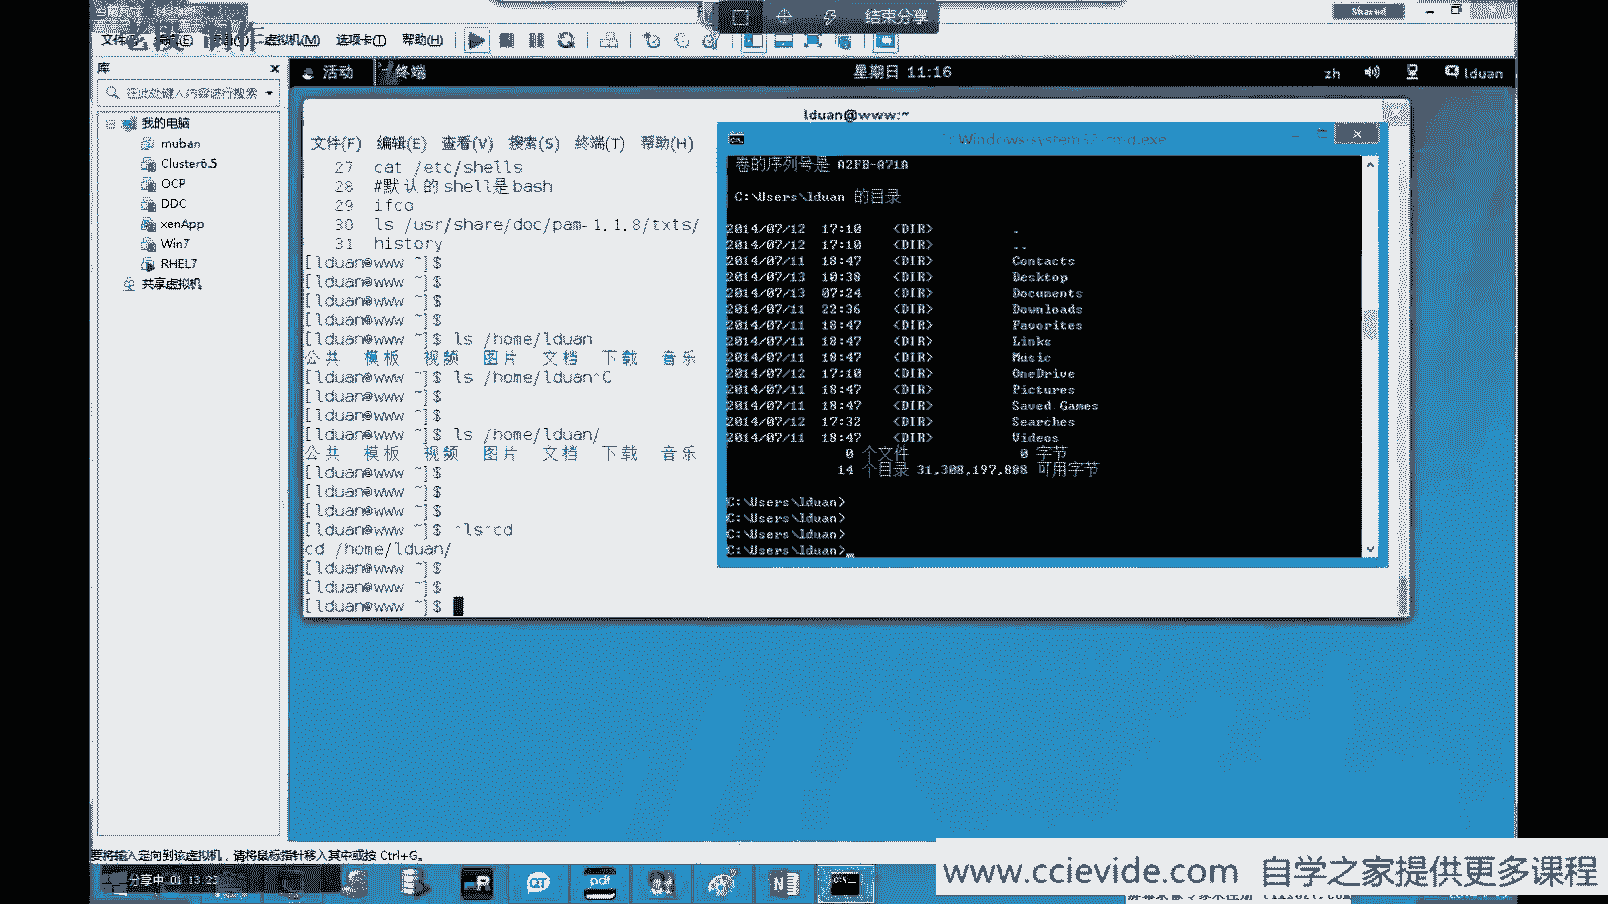 结束分享
Shared
虚拟机(M) 选项卡(T) 帮助(H)
库
在此处键入内容进行搜索
我的电脑
muban
Cluster6.5
OCP
DDC
xenApp
Win7
RHEL7
共享虚拟机
活动 终端
星期日 11:16
zh
lduan
lduan@www:~
文件(F) 编辑(E) 查看(V) 搜索(S) 终端(T) 帮助(H)
27 cat /etc/shells
28 #默认的shell是bash
29 ifco
30 ls /usr/share/doc/pam-1.1.8/txts/
31 history
[lduan@www ~]$
[lduan@www ~]$
[lduan@www ~]$
[lduan@www ~]$
[lduan@www ~]$ ls /home/lduan
公共 模板 视频 图片 文档 下载 音乐
[lduan@www ~]$ ls /home/lduan^C
[lduan@www ~]$
[lduan@www ~]$
[lduan@www ~]$ ls /home/lduan/
公共 模板 视频 图片 文档 下载 音乐
[lduan@www ~]$
[lduan@www ~]$
[lduan@www ~]$
[lduan@www ~]$ ^ls^cd
cd /home/lduan/
[lduan@www ~]$
[lduan@www ~]$
[lduan@www ~]$
卷的序列号是 A2FB-071A
C:\Users\lduan 的目录
2014/07/12 17:10 <DIR> .
2014/07/12 17:10 <DIR> ..
2014/07/11 18:47 <DIR> Contacts
2014/07/13 10:38 <DIR> Desktop
2014/07/13 07:24 <DIR> Documents
2014/07/11 22:36 <DIR> Downloads
2014/07/11 18:47 <DIR> Favorites
2014/07/11 18:47 <DIR> Links
2014/07/11 18:47 <DIR> Music
2014/07/12 17:10 <DIR> OneDrive
2014/07/11 18:47 <DIR> Pictures
2014/07/11 18:47 <DIR> Saved Games
2014/07/12 17:32 <DIR> Searches
2014/07/11 18:47 <DIR> Videos
0 个文件 0 字节
14 个目录 31,308,197,888 可用字节
C:\Users\lduan>
C:\Users\lduan>
C:\Users\lduan>
C:\Users\lduan>
要将输入定向到该虚拟机，请将鼠标指针移入其中或按 Ctrl+G。
分享中 01:13:25
www.ccievide.com 自学之家提供更多课程